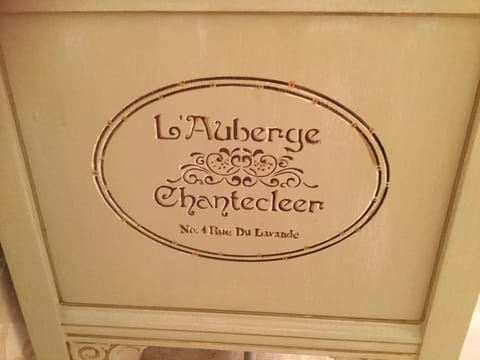 L'Auberge
Chantecleer
No. 4 Rue Du Lavande